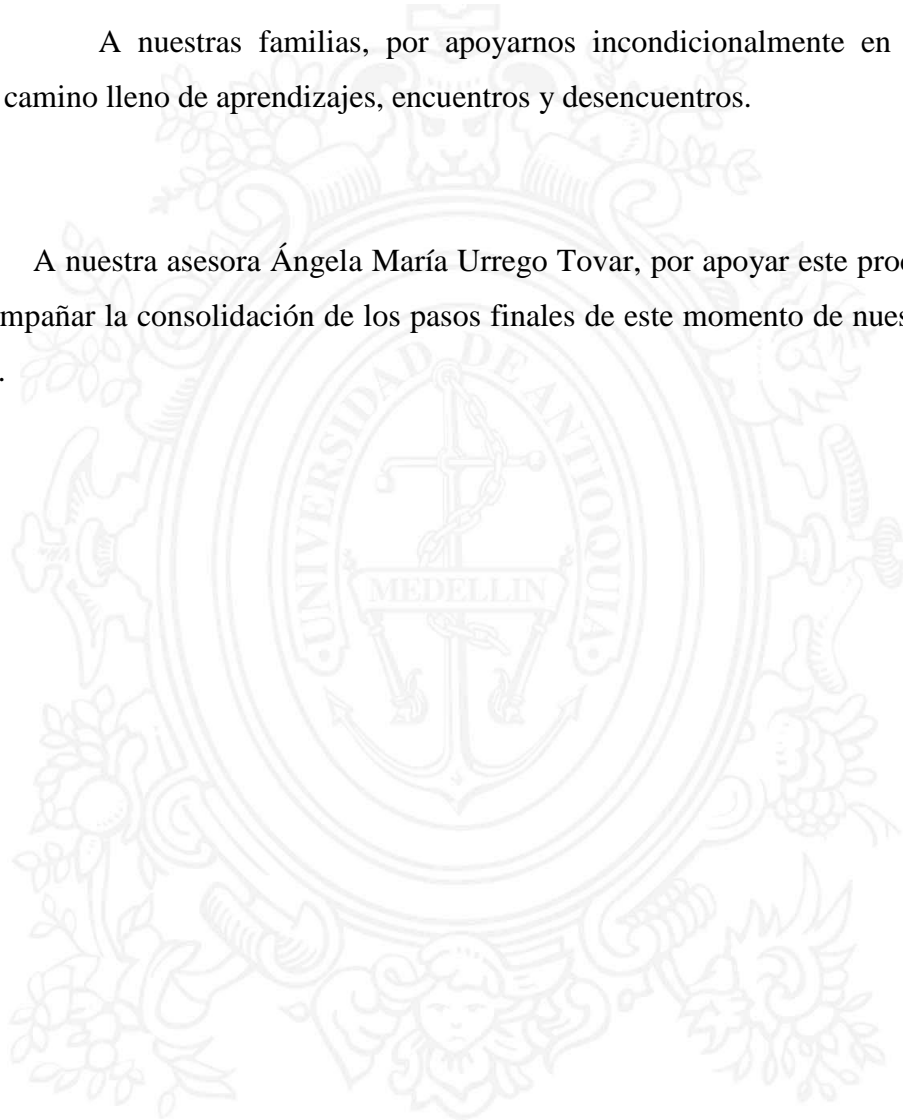 A nuestras familias, por apoyarnos incondicionalmente en
camino lleno de aprendizajes, encuentros y desencuentros.
A nuestra asesora Ángela María Urrego Tovar, por apoyar este proc
mpañar la consolidación de los pasos finales de este momento de nues
.
UNIVERSIDAD DE ANTIOQUIA
MEDELLIN